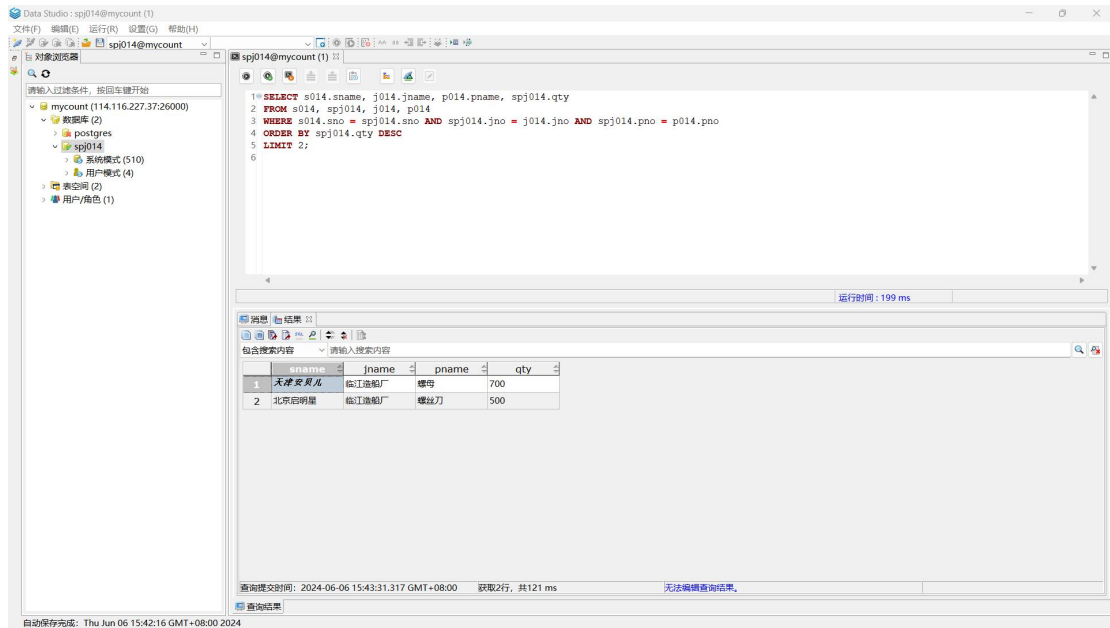 Data Studio : spj014@mycount (1)
文件(F) 编辑(E) 运行(R) 设置(G) 帮助(H)
spj014@mycount
对象浏览器
请输入过滤条件，按回车键开始
mycount (114.116.227.37:26000)
数据库 (2)
postgres
spj014
系统模式 (510)
用户模式 (4)
表空间 (2)
用户/角色 (1)
spj014@mycount (1)
1 SELECT s014.sname, j014.jname, p014.pname, spj014.qty
2 FROM s014, spj014, j014, p014
3 WHERE s014.sno = spj014.sno AND spj014.jno = j014.jno AND spj014.pno = p014.pno
4 ORDER BY spj014.qty DESC
5 LIMIT 2;
6
运行时间 : 199 ms
消息 结果
包含搜索内容 请输入搜索内容
sname jname pname qty
1 天津安贝儿 临江造船厂 螺母 700
2 北京启明星 临江造船厂 螺丝刀 500
查询提交时间：2024-06-06 15:43:31.317 GMT+08:00 获取2行，共121 ms 无法编辑查询结果。
查询结果
自动保存完成：Thu Jun 06 15:42:16 GMT+08:00 2024